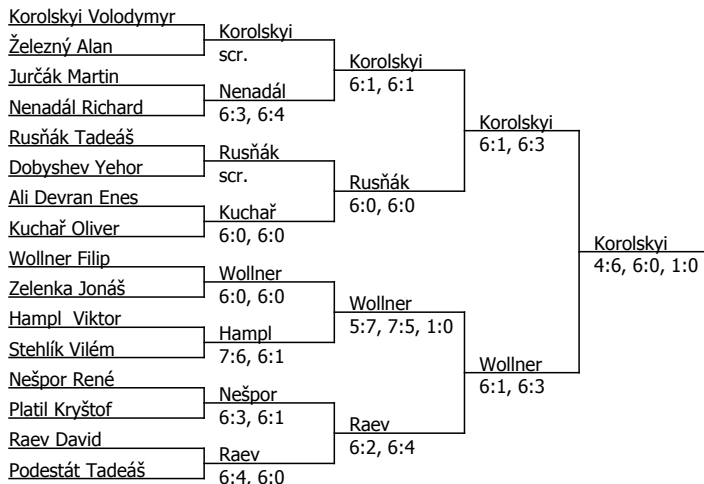 Korolskyi Volodymyr
Železný Alan
Jurčák Martin
Nenadál Richard
Rusňák Tadeáš
Dobyshev Yehor
Ali Devran Enes
Kuchař Oliver
Wollner Filip
Zelenka Jonáš
Hampl  Viktor
Stehlík Vilém
Nešpor René
Platil Kryštof
Raev David
Podestát Tadeáš
Korolskyi
scr.
Nenadál
6:3, 6:4
Rusňák
scr.
Kuchař
6:0, 6:0
Wollner
6:0, 6:0
Hampl
7:6, 6:1
Nešpor
6:3, 6:1
Raev
6:4, 6:0
Korolskyi
6:1, 6:1
Rusňák
6:0, 6:0
Wollner
5:7, 7:5, 1:0
Raev
6:2, 6:4
Korolskyi
6:1, 6:3
Wollner
6:1, 6:3
Korolskyi
4:6, 6:0, 1:0